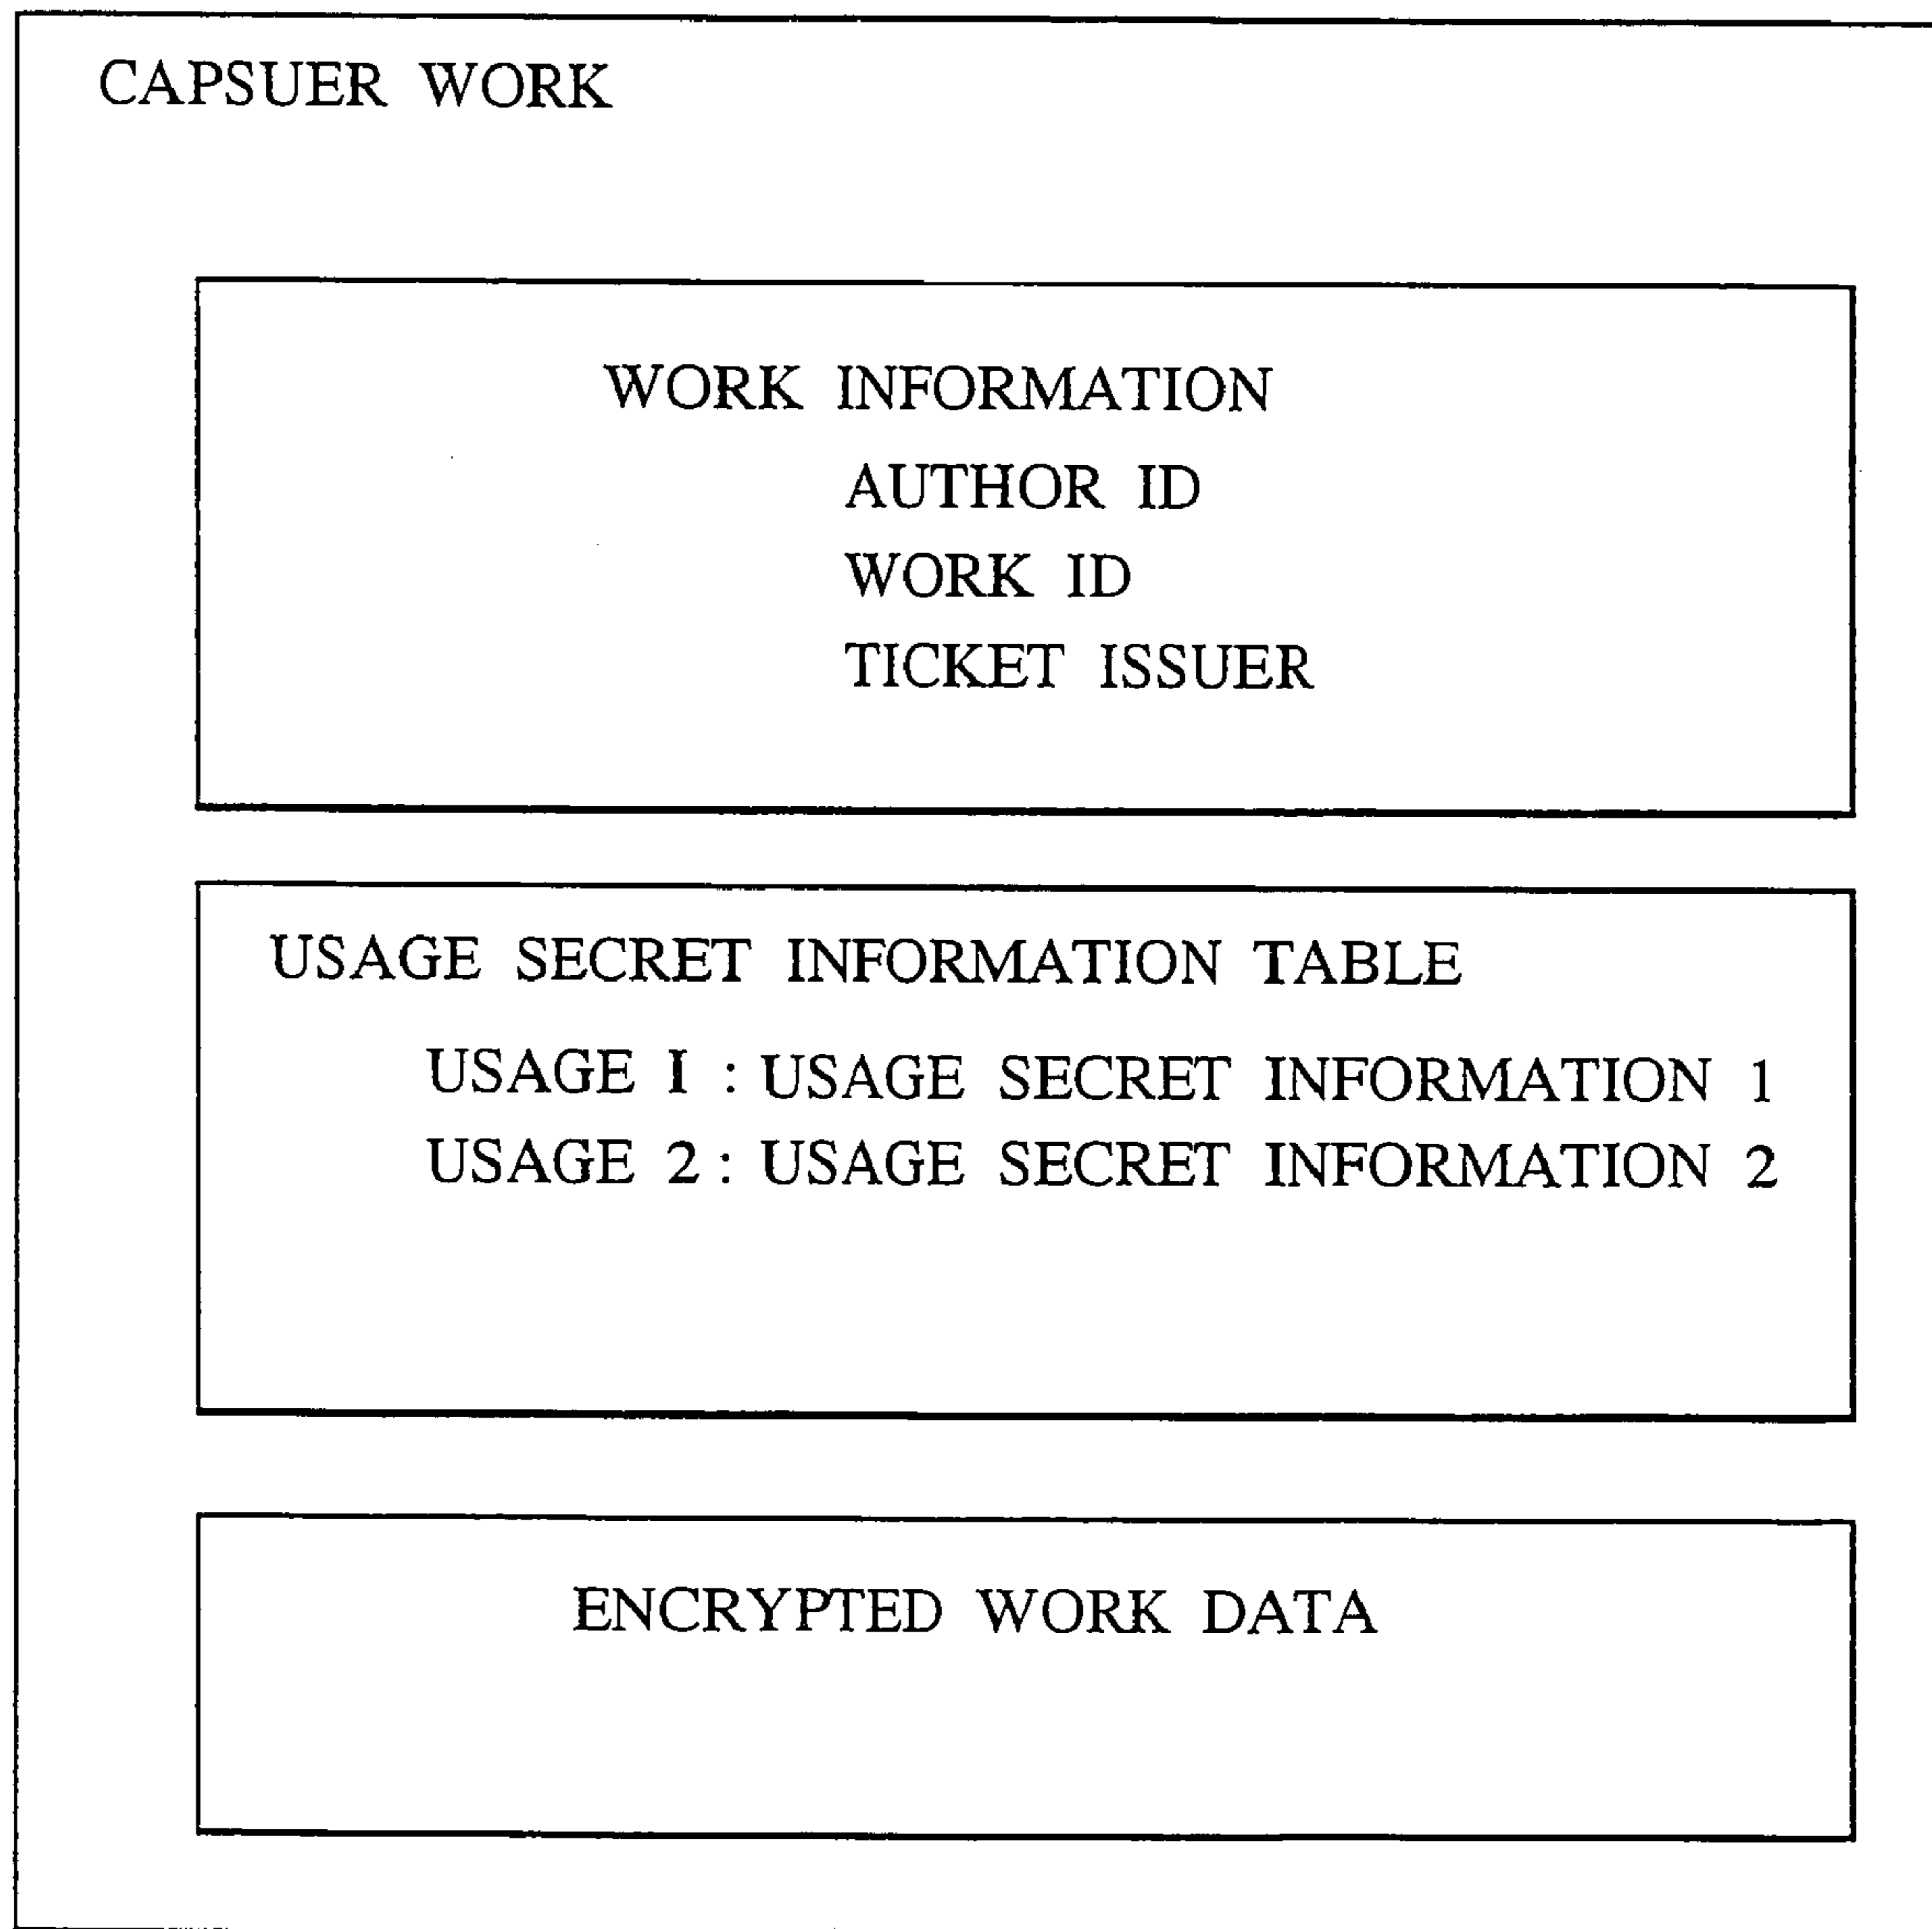 CAPSUER WORK
WORK INFORMATION
AUTHOR ID
WORK ID
TICKET ISSUER
USAGE SECRET INFORMATION TABLE
USAGE I : USAGE SECRET INFORMATION 1
USAGE 2 : USAGE SECRET INFORMATION 2
ENCRYPTED WORK DATA